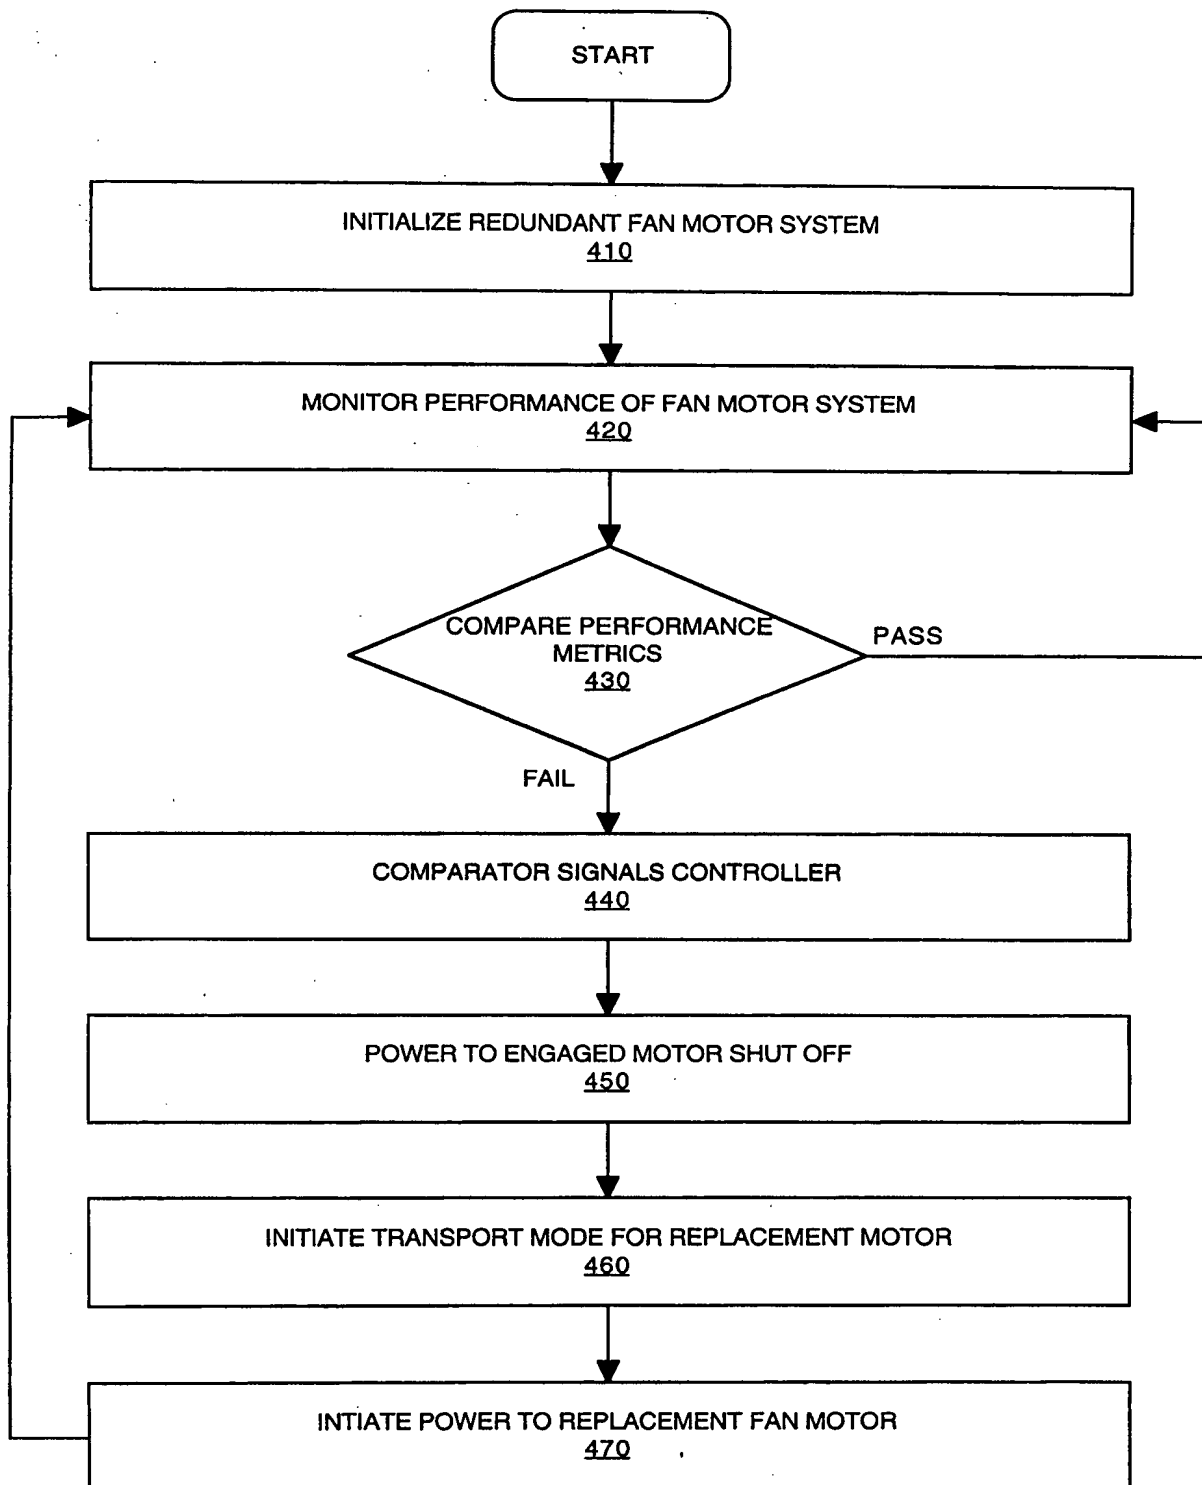 START
INITIALIZE REDUNDANT FAN MOTOR SYSTEM
410
MONITOR PERFORMANCE OF FAN MOTOR SYSTEM
420
COMPARE PERFORMANCE
METRICS
430
PASS
FAIL
COMPARATOR SIGNALS CONTROLLER
440
POWER TO ENGAGED MOTOR SHUT OFF
450
INITIATE TRANSPORT MODE FOR REPLACEMENT MOTOR
460
INTIATE POWER TO REPLACEMENT FAN MOTOR
470